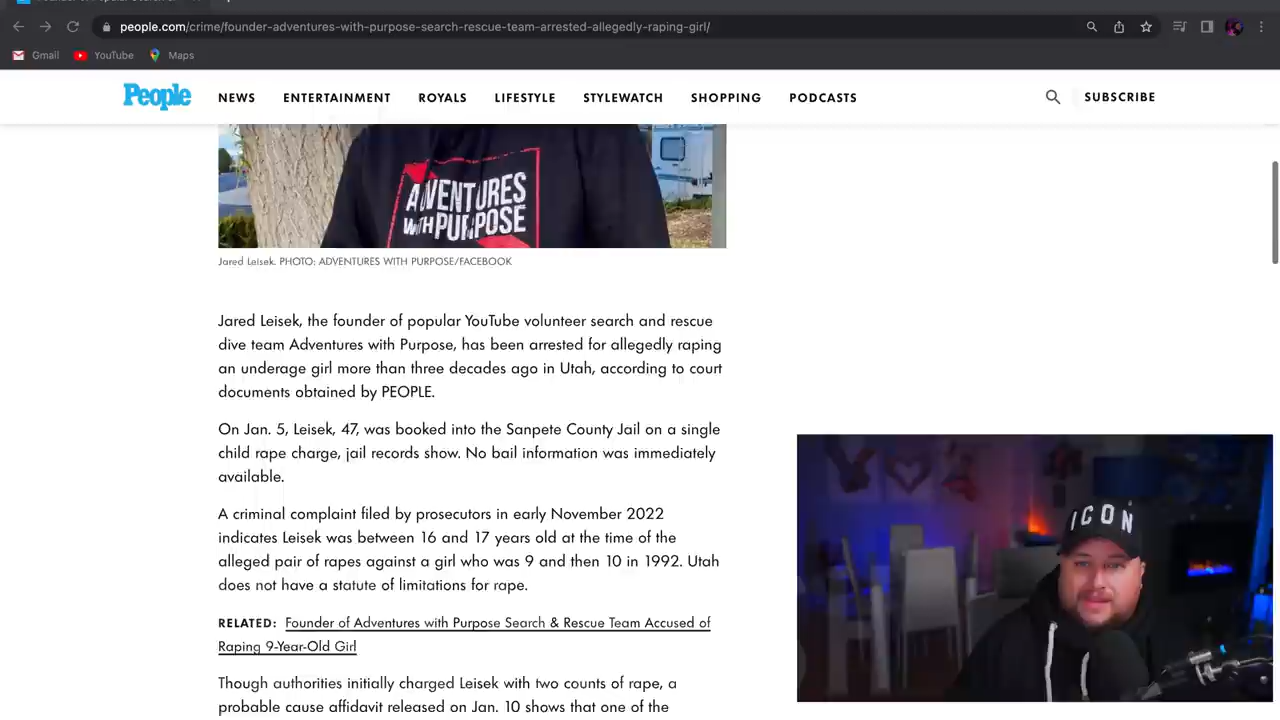 people.com/crime/founder-adventures-with-purpose-search-rescue-team-arrested-allegedly-raping-girl/
Gmail YouTube Maps
People NEWS ENTERTAINMENT ROYALS LIFESTYLE STYLEWATCH SHOPPING PODCASTS SUBSCRIBE
ADVENTURES
WITH PURPOSE
Jared Leisek. PHOTO: ADVENTURES WITH PURPOSE/FACEBOOK
Jared Leisek, the founder of popular YouTube volunteer search and rescue
dive team Adventures with Purpose, has been arrested for allegedly raping
an underage girl more than three decades ago in Utah, according to court
documents obtained by PEOPLE.
On Jan. 5, Leisek, 47, was booked into the Sanpete County Jail on a single
child rape charge, jail records show. No bail information was immediately
available.
A criminal complaint filed by prosecutors in early November 2022
indicates Leisek was between 16 and 17 years old at the time of the
alleged pair of rapes against a girl who was 9 and then 10 in 1992. Utah
does not have a statute of limitations for rape.
RELATED: Founder of Adventures with Purpose Search & Rescue Team Accused of
Raping 9-Year-Old Girl
Though authorities initially charged Leisek with two counts of rape, a
probable cause affidavit released on Jan. 10 shows that one of the
ICON